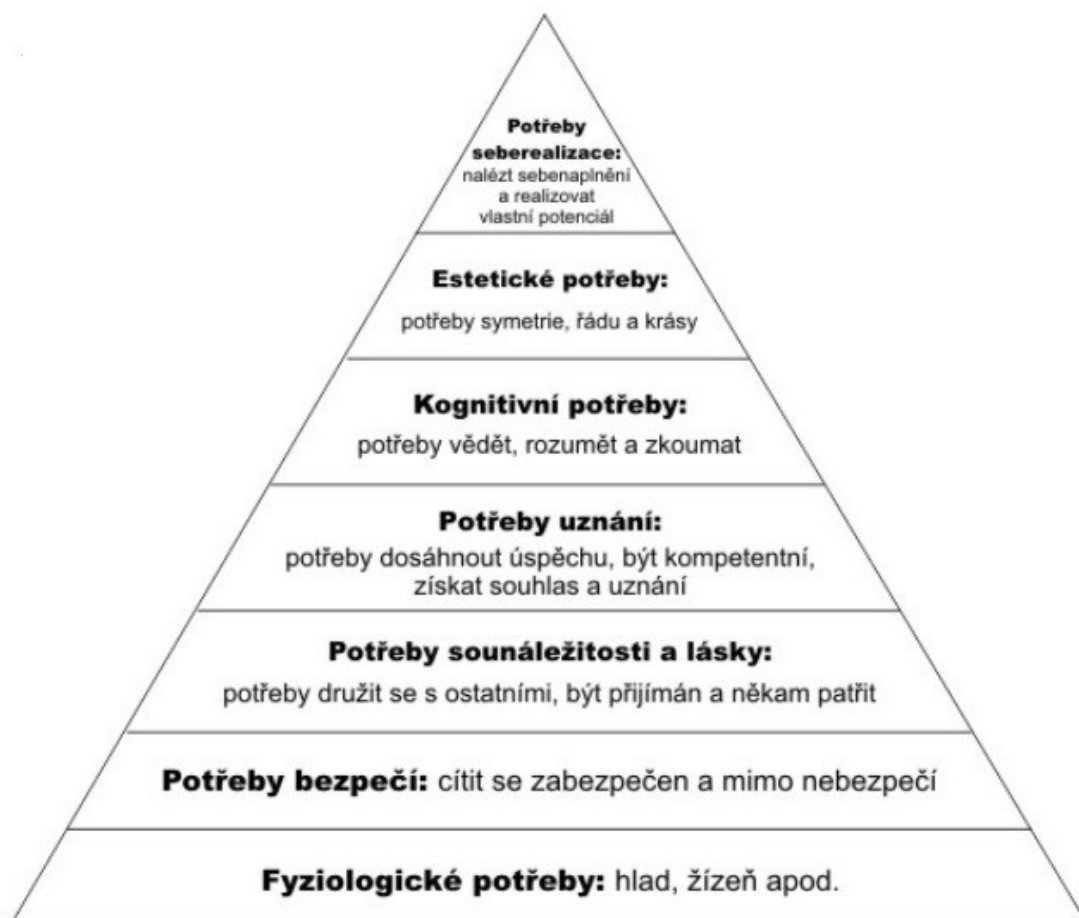 Potřeby
seberealizace:
nalézt sebenaplnění
a realizovat
vlastní potenciál
Estetické potřeby:
potřeby symetrie, řádu a krásy
Kognitivní potřeby:
potřeby vědět, rozumět a zkoumat
Potřeby uznání:
potřeby dosáhnout úspěchu, být kompetentní,
získat souhlas a uznání
Potřeby sounáležitosti a lásky:
potřeby družit se s ostatními, být přijímán a někam patřit
Potřeby bezpečí: cítit se zabezpečen a mimo nebezpečí
Fyziologické potřeby: hlad, žízeň apod.